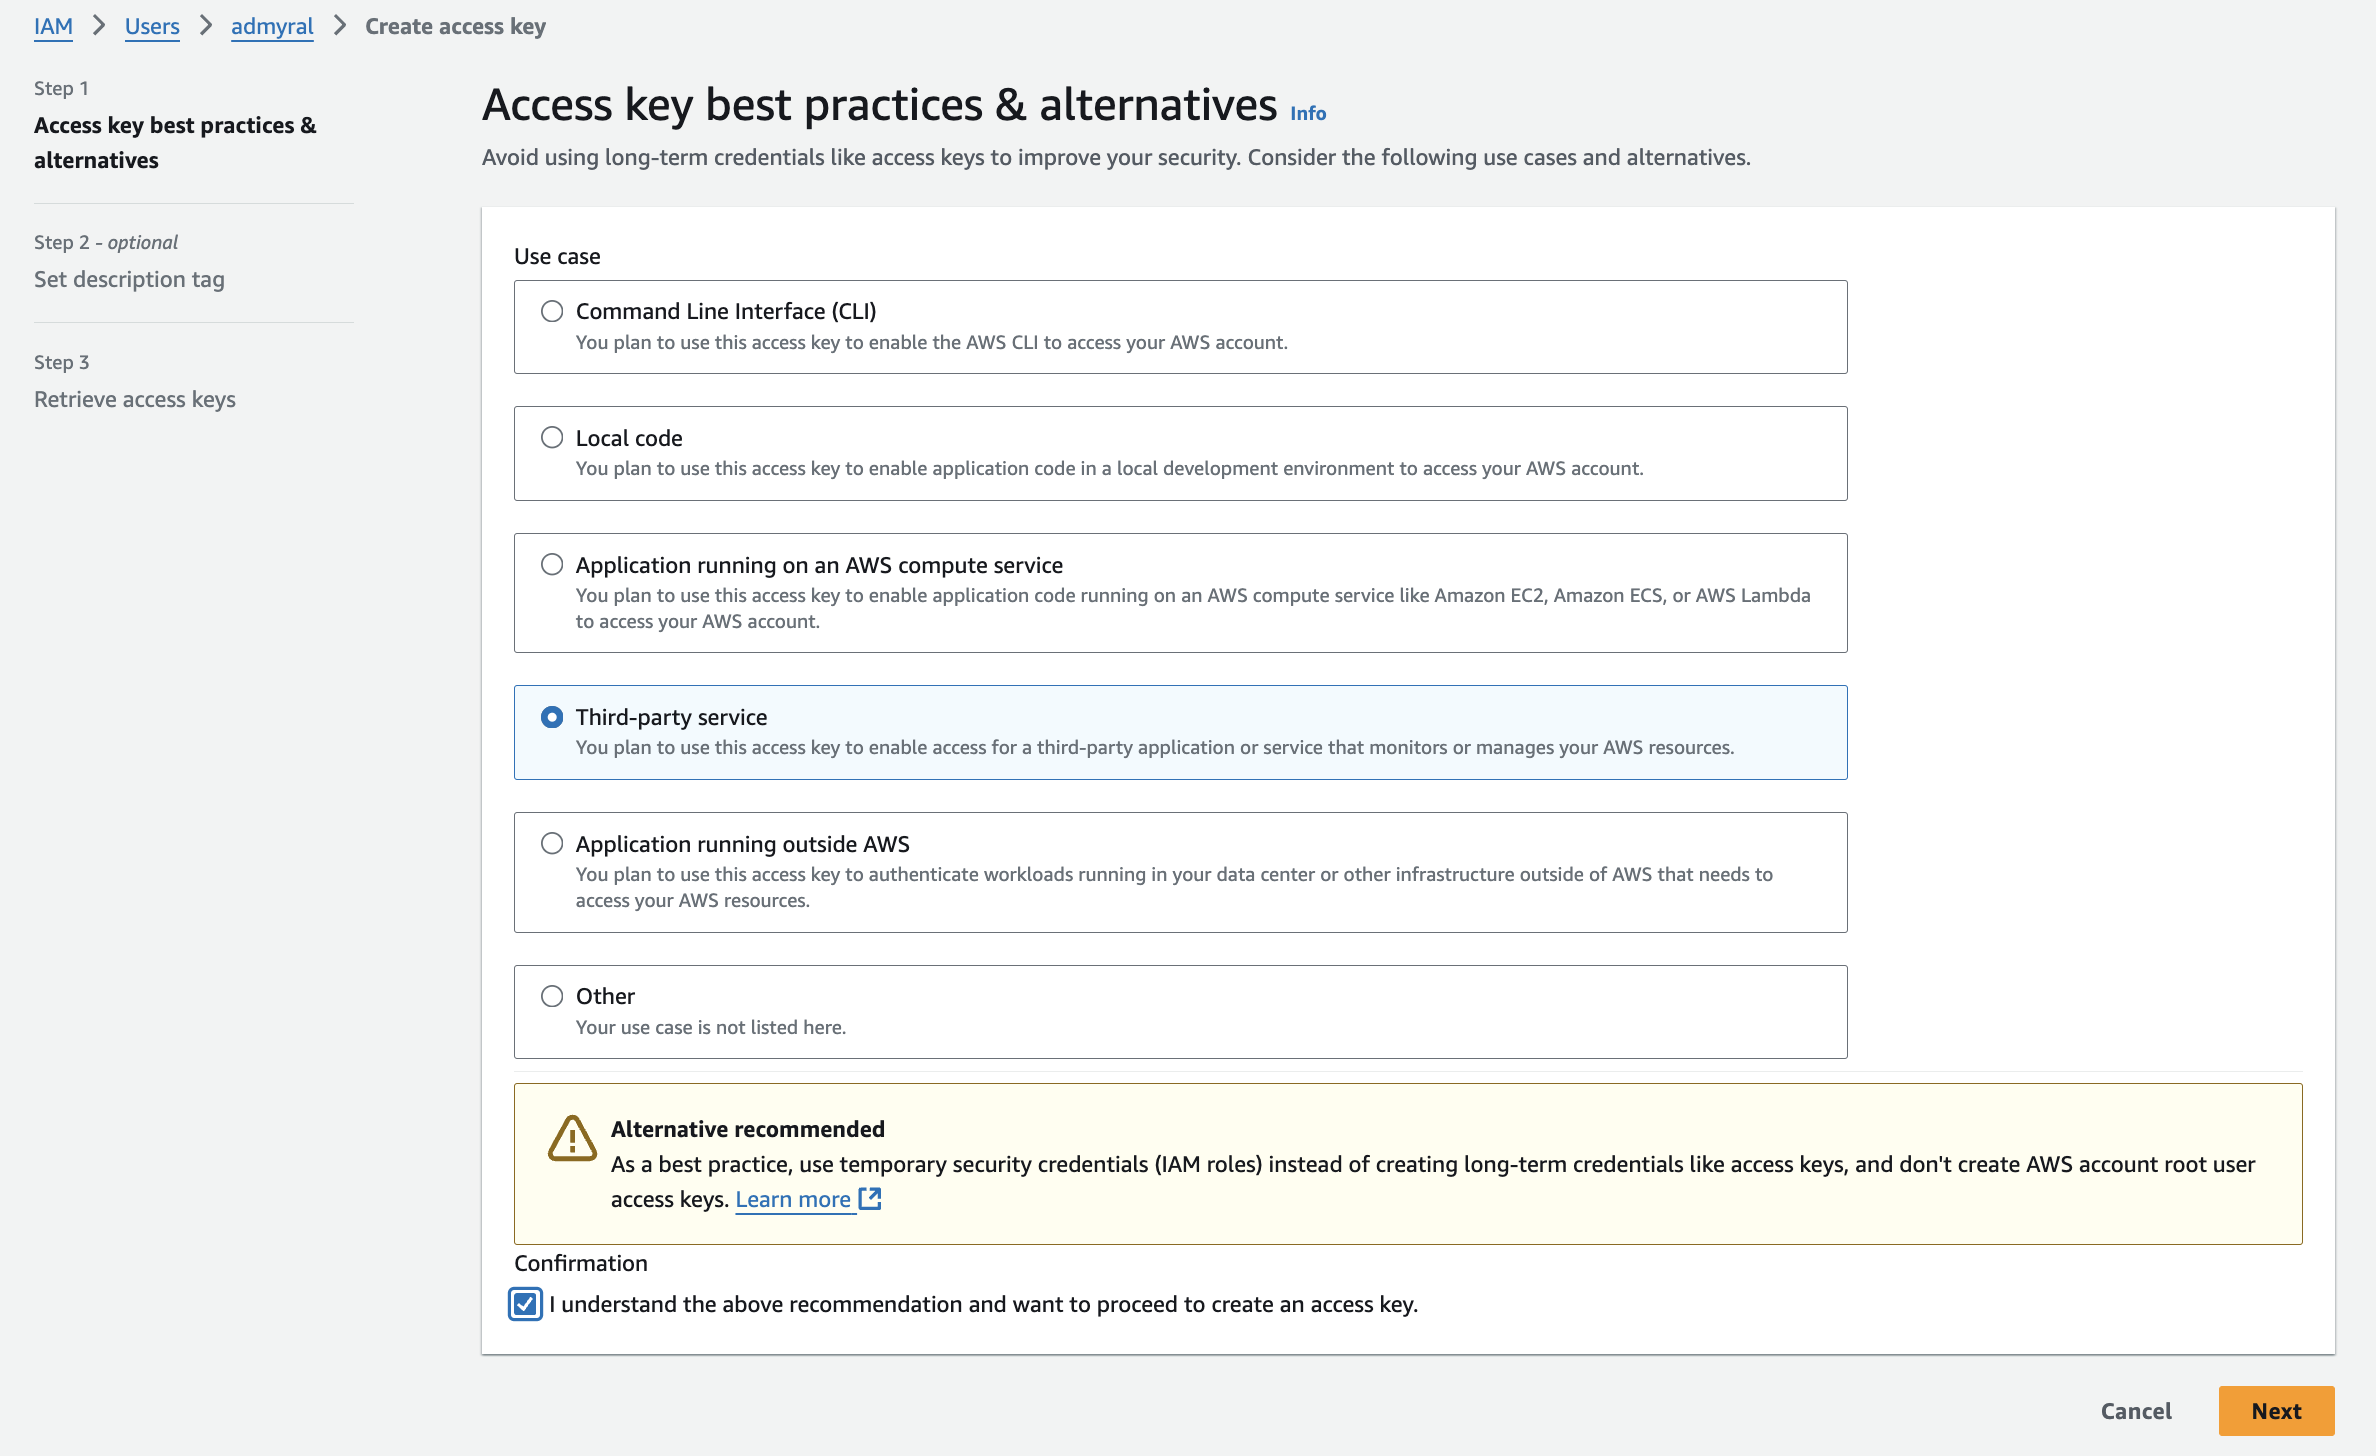 IAM > Users > admyral > Create access key
Step 1
Access key best practices &
alternatives
Step 2 - optional
Set description tag
Step 3
Retrieve access keys
Access key best practices & alternatives Info
Avoid using long-term credentials like access keys to improve your security. Consider the following use cases and alternatives.
Use case
Command Line Interface (CLI)
You plan to use this access key to enable the AWS CLI to access your AWS account.
Local code
You plan to use this access key to enable application code in a local development environment to access your AWS account.
Application running on an AWS compute service
You plan to use this access key to enable application code running on an AWS compute service like Amazon EC2, Amazon ECS, or AWS Lambda
to access your AWS account.
Third-party service
You plan to use this access key to enable access for a third-party application or service that monitors or manages your AWS resources.
Application running outside AWS
You plan to use this access key to authenticate workloads running in your data center or other infrastructure outside of AWS that needs to
access your AWS resources.
Other
Your use case is not listed here.
Alternative recommended
As a best practice, use temporary security credentials (IAM roles) instead of creating long-term credentials like access keys, and don't create AWS account root user
access keys. Learn more
Confirmation
I understand the above recommendation and want to proceed to create an access key.
Cancel
Next